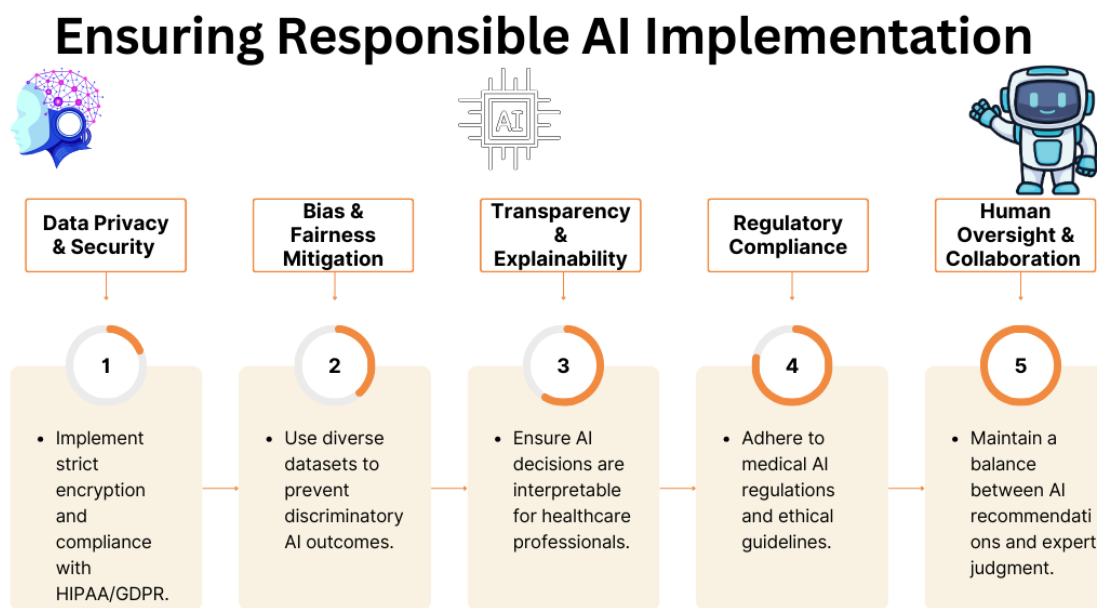 Ensuring Responsible AI Implementation
AI
Data Privacy
& Security
Bias &
Fairness
Mitigation
Transparency
&
Explainability
Regulatory
Compliance
Human
Oversight &
Collaboration
1
2
3
4
5
• Implement
strict
encryption
and
compliance
with
HIPAA/GDPR.
• Use diverse
datasets to
prevent
discriminatory
AI outcomes.
• Ensure AI
decisions are
interpretable
for healthcare
professionals.
• Adhere to
medical AI
regulations
and ethical
guidelines.
• Maintain a
balance
between AI
recommendati
ons and expert
judgment.